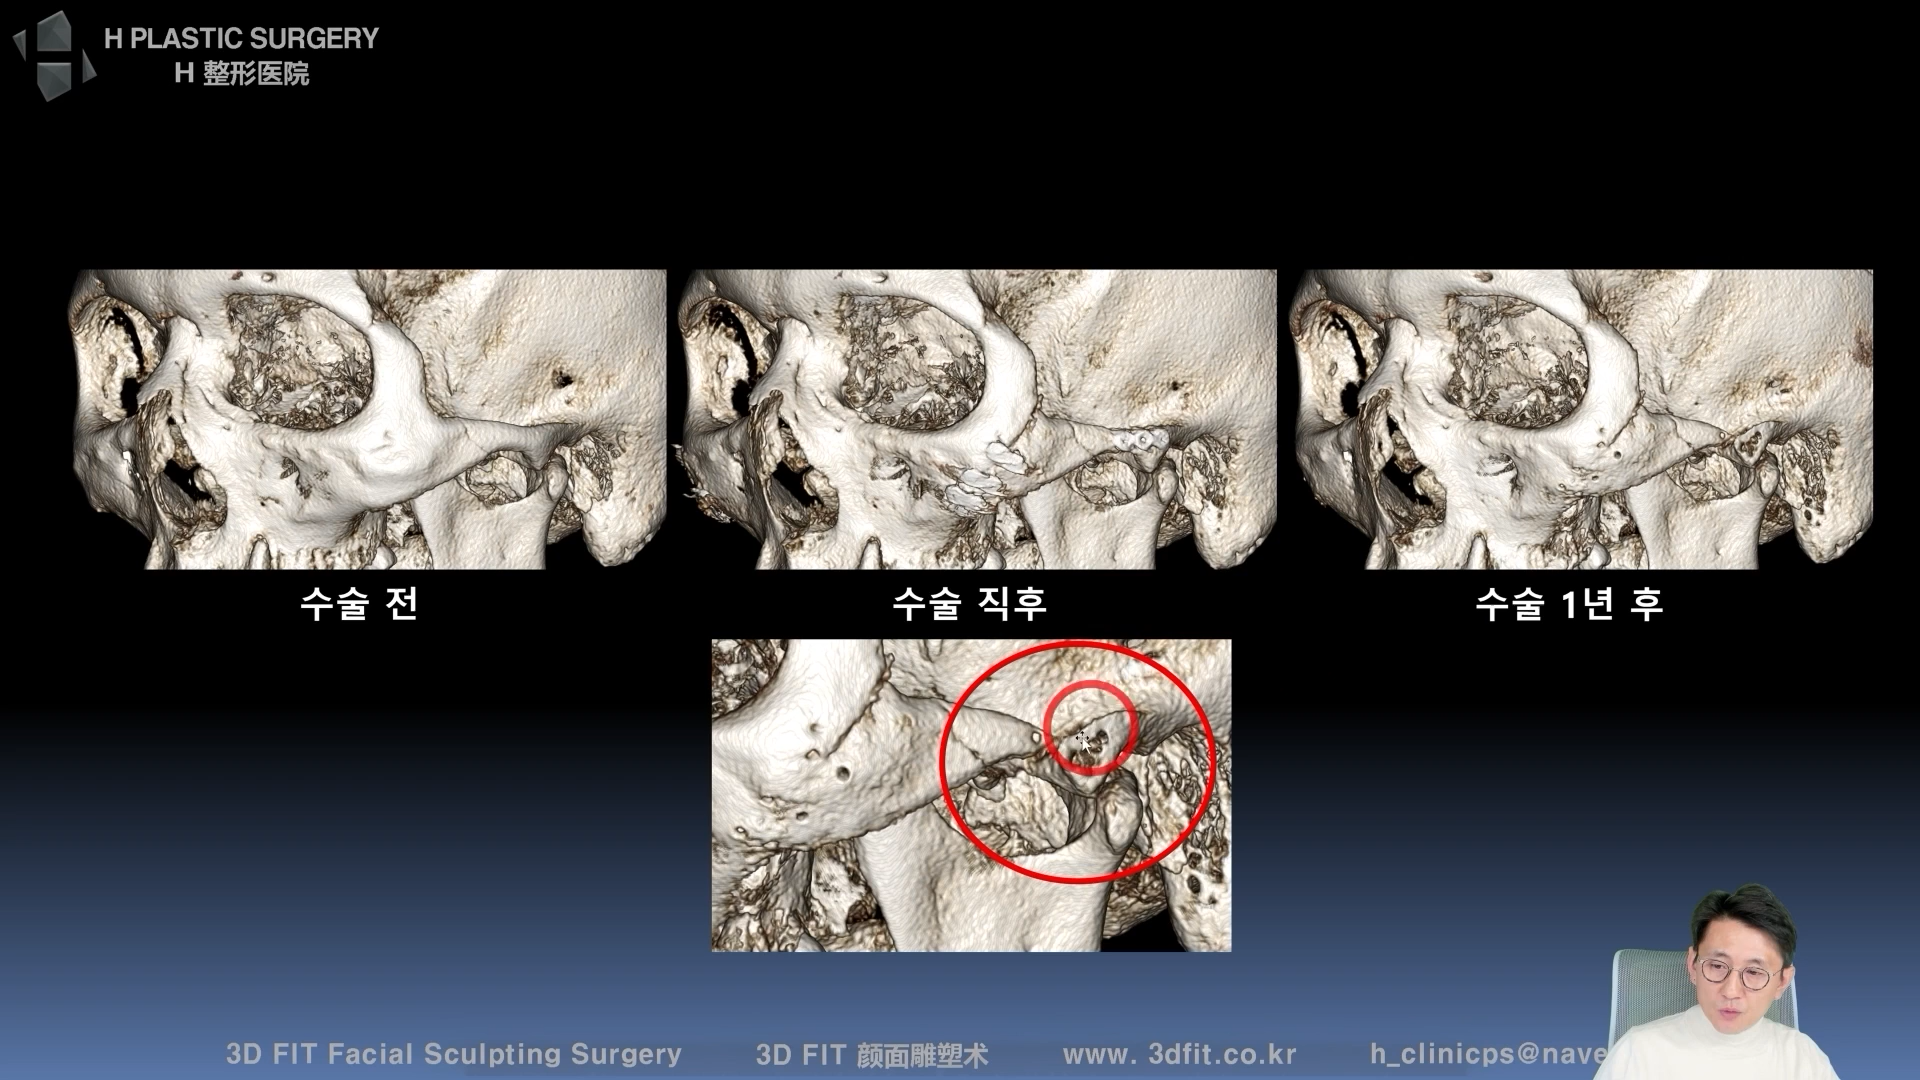 H PLASTIC SURGERY
H 整形医院
수술 전
수술 직후
수술 1년 후
3D FIT Facial Sculpting Surgery
3D FIT 颜面雕塑术
www. 3dfit.co.kr
h_clinicps@nave